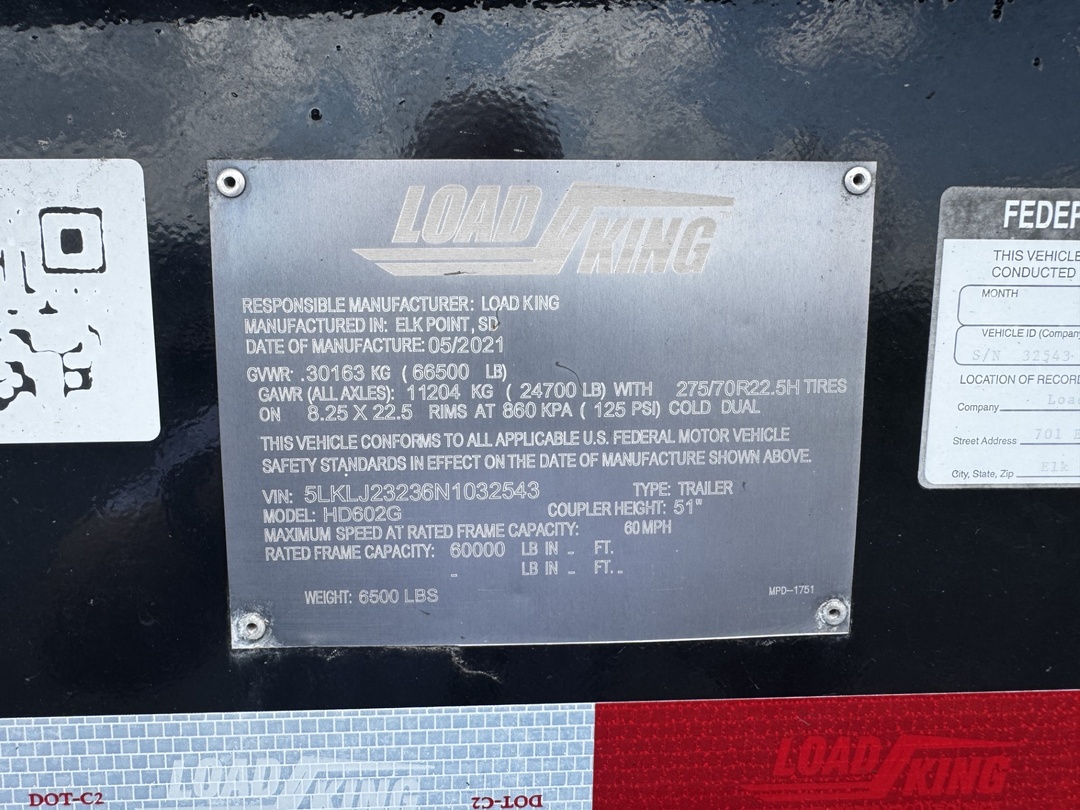 LOAD KING
RESPONSIBLE MANUFACTURER: LOAD KING
MANUFACTURED IN: ELK POINT, SD
DATE OF MANUFACTURE: 05/2021
GVWR: 30163 KG ( 66500 LB)
GAWR (ALL AXLES): 11204 KG ( 24700 LB) WITH 275/70R22.5H TIRES
ON 8.25 X 22.5 RIMS AT 860 KPA ( 125 PSI) COLD DUAL
THIS VEHICLE CONFORMS TO ALL APPLICABLE U.S. FEDERAL MOTOR VEHICLE
SAFETY STANDARDS IN EFFECT ON THE DATE OF MANUFACTURE SHOWN ABOVE.
VIN: 5LKLJ23236N1032543 TYPE: TRAILER
MODEL: HD602G COUPLER HEIGHT: 51"
MAXIMUM SPEED AT RATED FRAME CAPACITY: 60 MPH
RATED FRAME CAPACITY: 60000 LB IN - FT.
- LB IN - FT. -
WEIGHT: 6500 LBS
MPD-1751
FEDER
THIS VEHICLE
CONDUCTED
MONTH
VEHICLE ID (Company
S/N 32543
LOCATION OF RECOR
Company Loa
Street Address 701 E
City, State, Zip Elk
LOAD KING
LOAD KING
DOT-C2
DOT-C2